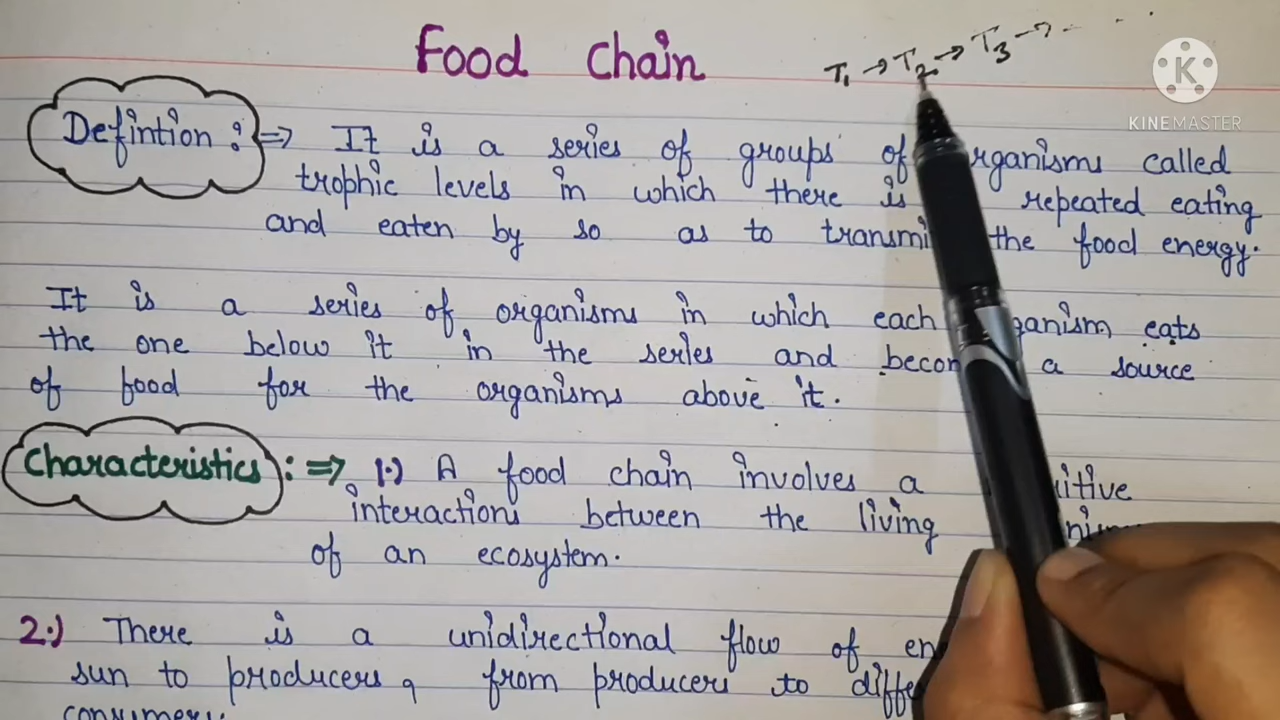 Food Chain
T1 → T2 → T3 →
KINEMASTER
Defintion : ⇒ It is a series of groups of organisms called
trophic levels in which there is repeated eating
and eaten by so as to transmit the food energy.
It is a series of organisms in which each organism eats
the one below it in the series and a source
of food for the organisms above it.
Characteristics : ⇒ 1.) A food chain involves a
interactions between the living
of an ecosystem.
2.) There is a unidirectional flow of
sun to producers, from producers to
consumers.